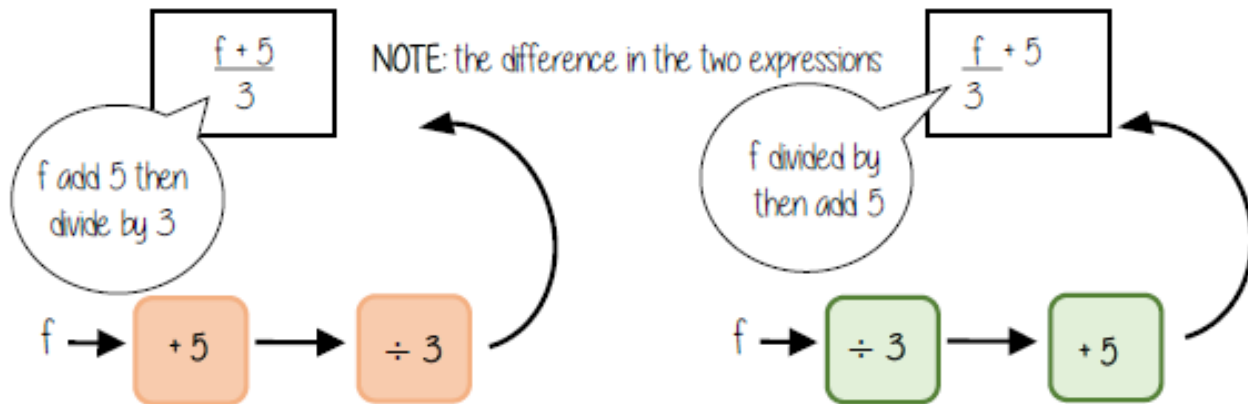 f + 5
3
NOTE: the difference in the two expressions
f + 5
3
f add 5 then
divide by 3
f divided by
then add 5
f
+ 5
÷ 3
f
÷ 3
+ 5